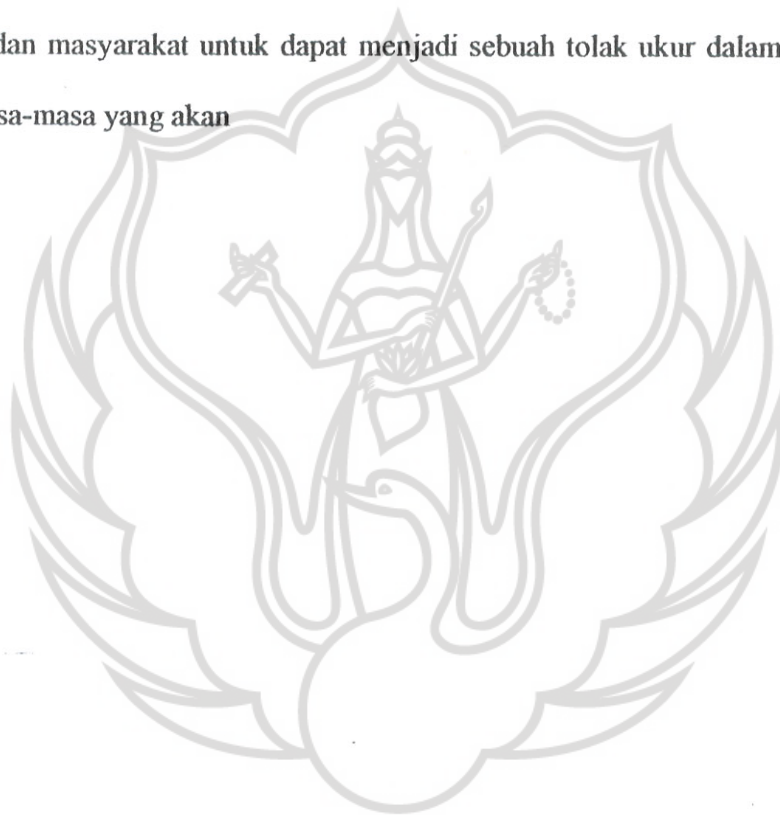 dan masyarakat untuk dapat menjadi sebuah tolak ukur dalam
sa-masa yang akan